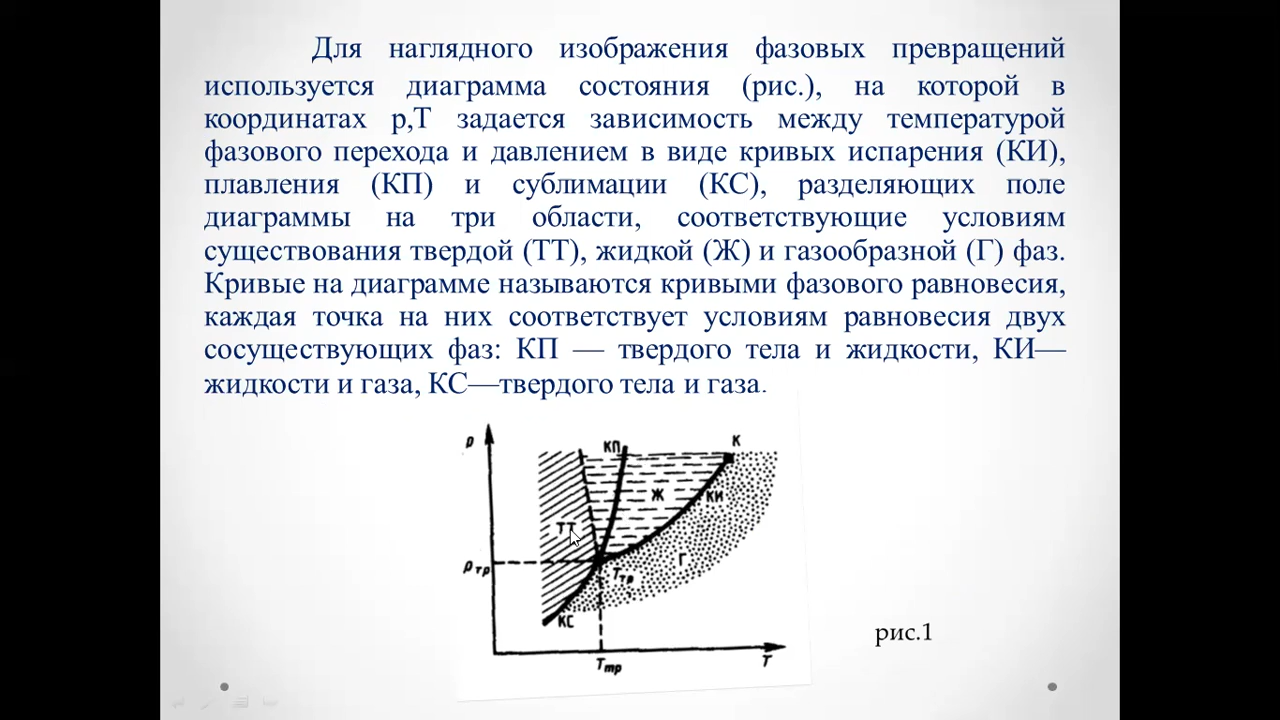 Для наглядного изображения фазовых превращений
используется диаграмма состояния (рис.), на которой в
координатах р,Т задается зависимость между температурой
фазового перехода и давлением в виде кривых испарения (КИ),
плавления (КП) и сублимации (КС), разделяющих поле
диаграммы на три области, соответствующие условиям
существования твердой (ТТ), жидкой (Ж) и газообразной (Г) фаз.
Кривые на диаграмме называются кривыми фазового равновесия,
каждая точка на них соответствует условиям равновесия двух
сосуществующих фаз: КП — твердого тела и жидкости, КИ—
жидкости и газа, КС—твердого тела и газа.
р
КП
К
Ж
КИ
ТТ
Г
ртр
Ттр
КС
Ттр
Т
рис.1